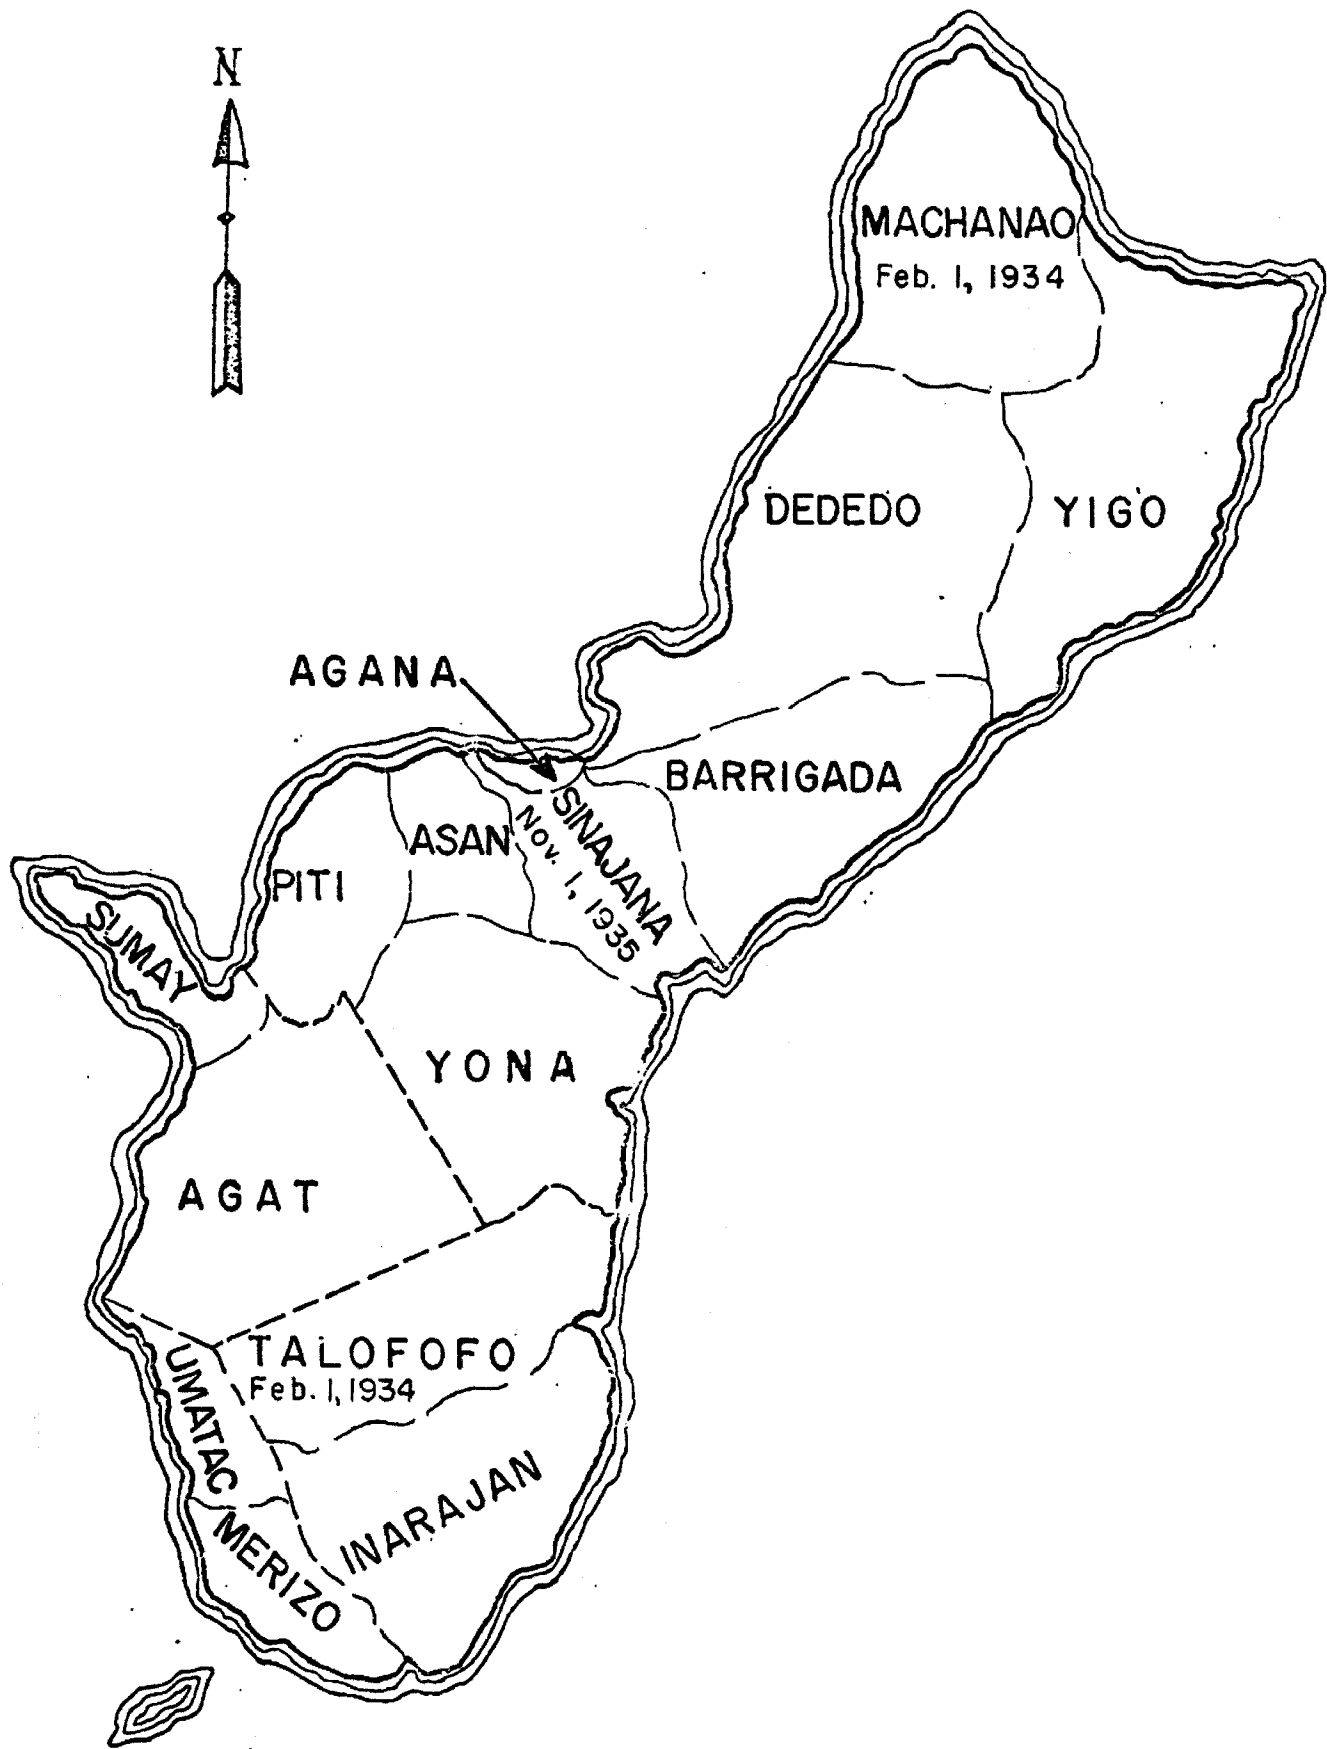 N
MACHANAO
Feb. 1, 1934
DEDEDO
YIGO
AGANA
BARRIGADA
SINAJANA
Nov. 1, 1935
ASAN
PITI
SUMAY
YONA
AGAT
TALOFOFO
Feb. 1, 1934
UMATAC
INARAJAN
MERIZO